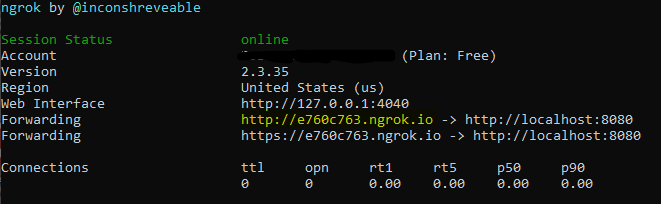 ngrok by @inconshreveable
Session Status online
Account (Plan: Free)
Version 2.3.35
Region United States (us)
Web Interface http://127.0.0.1:4040
Forwarding http://e760c763.ngrok.io -> http://localhost:8080
Forwarding https://e760c763.ngrok.io -> http://localhost:8080
Connections ttl opn rt1 rt5 p50 p90
0 0 0.00 0.00 0.00 0.00